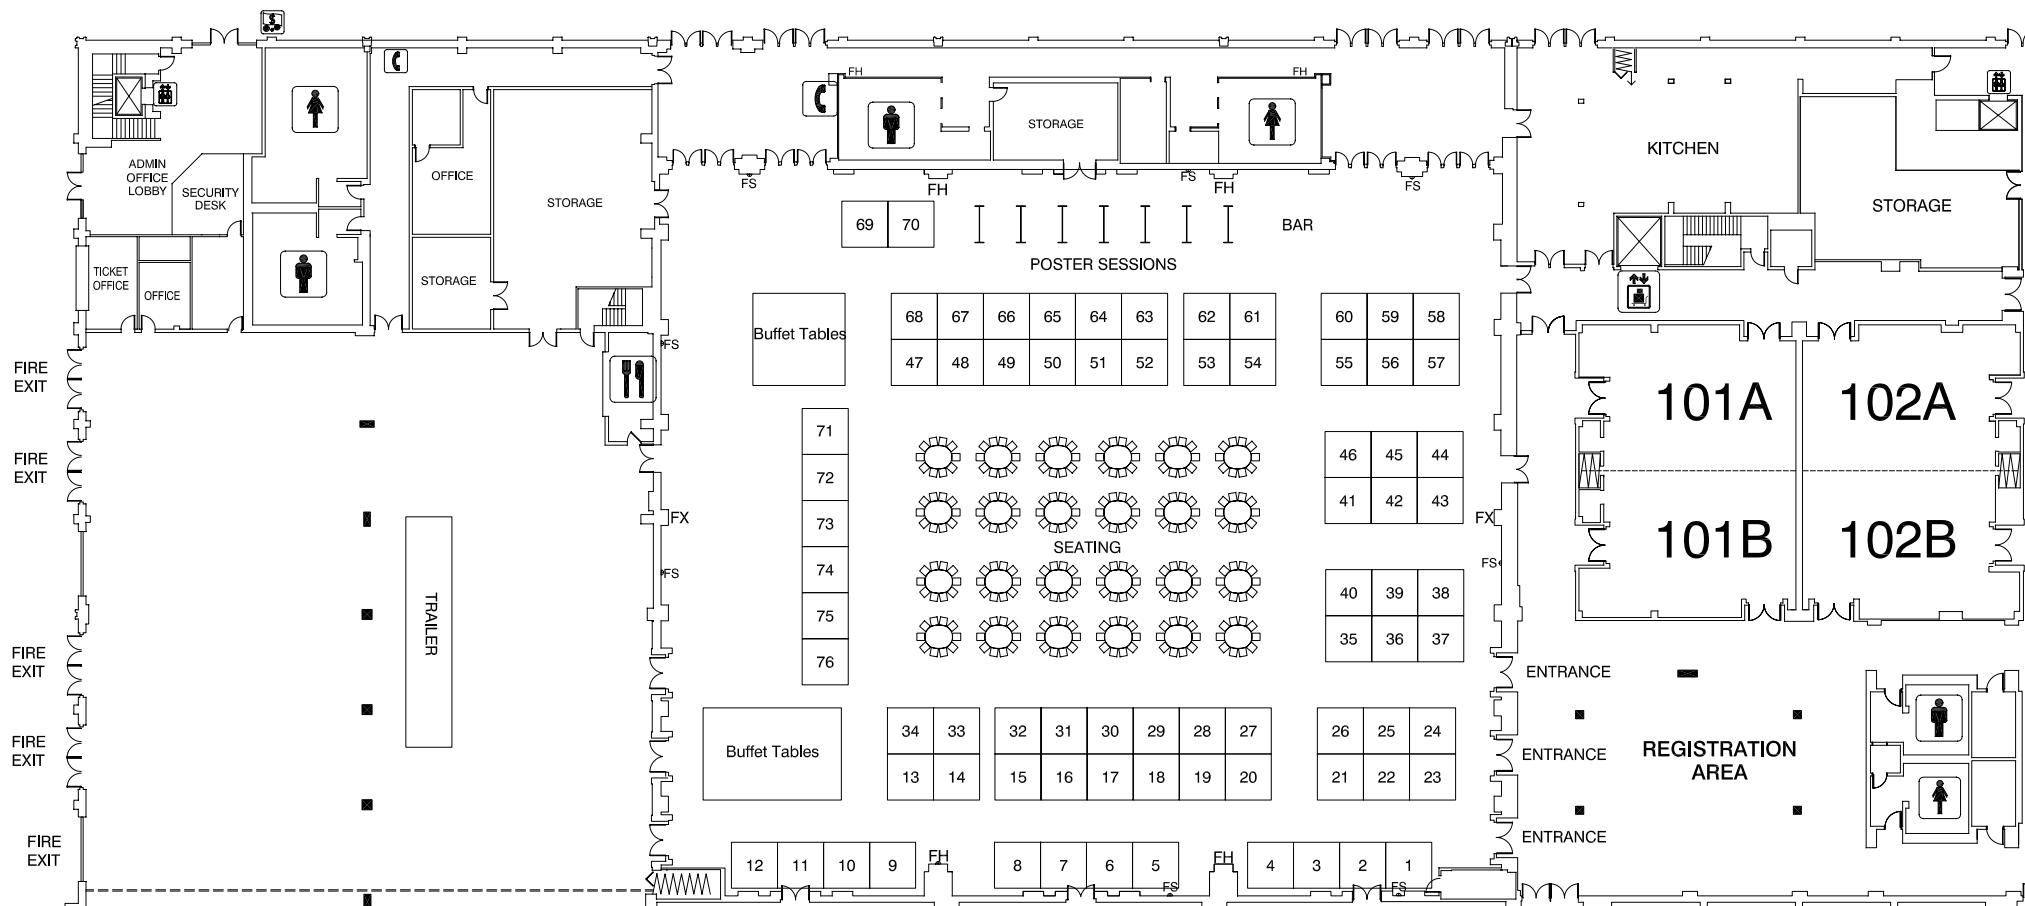 FH
FH
ADMIN
OFFICE
LOBBY
SECURITY
DESK
OFFICE
STORAGE
STORAGE
KITCHEN
STORAGE
FS
FH
FS
FH
FS
69 70
BAR
POSTER SESSIONS
TICKET
OFFICE
OFFICE
STORAGE
Buffet Tables
68 67 66 65 64 63 62 61 60 59 58
47 48 49 50 51 52 53 54 55 56 57
FS
FIRE
EXIT
101A 102A
71
72
73
74
75
76
46 45 44
41 42 43
FIRE
EXIT
FX
FX
SEATING
101B 102B
FS
FS
40 39 38
35 36 37
TRAILER
FIRE
EXIT
ENTRANCE
34 33 32 31 30 29 28 27 26 25 24
13 14 15 16 17 18 19 20 21 22 23
Buffet Tables
FIRE
EXIT
ENTRANCE
REGISTRATION
AREA
FIRE
EXIT
ENTRANCE
12 11 10 9
FH
8 7 6 5
FH
4 3 2 1
FS
FS